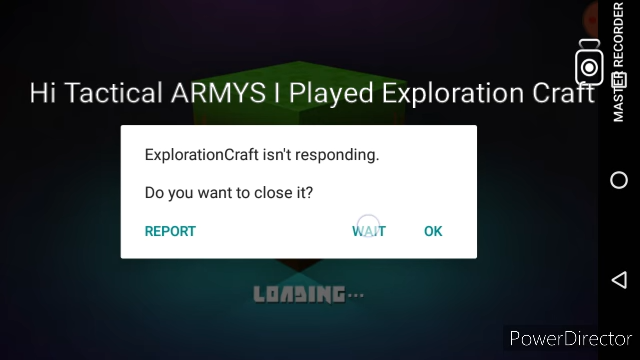 Hi Tactical ARMYS I Played Exploration Craft
ExplorationCraft isn't responding.
Do you want to close it?
REPORT WAIT OK
LOADING...
MASTER RECORDER
PowerDirector